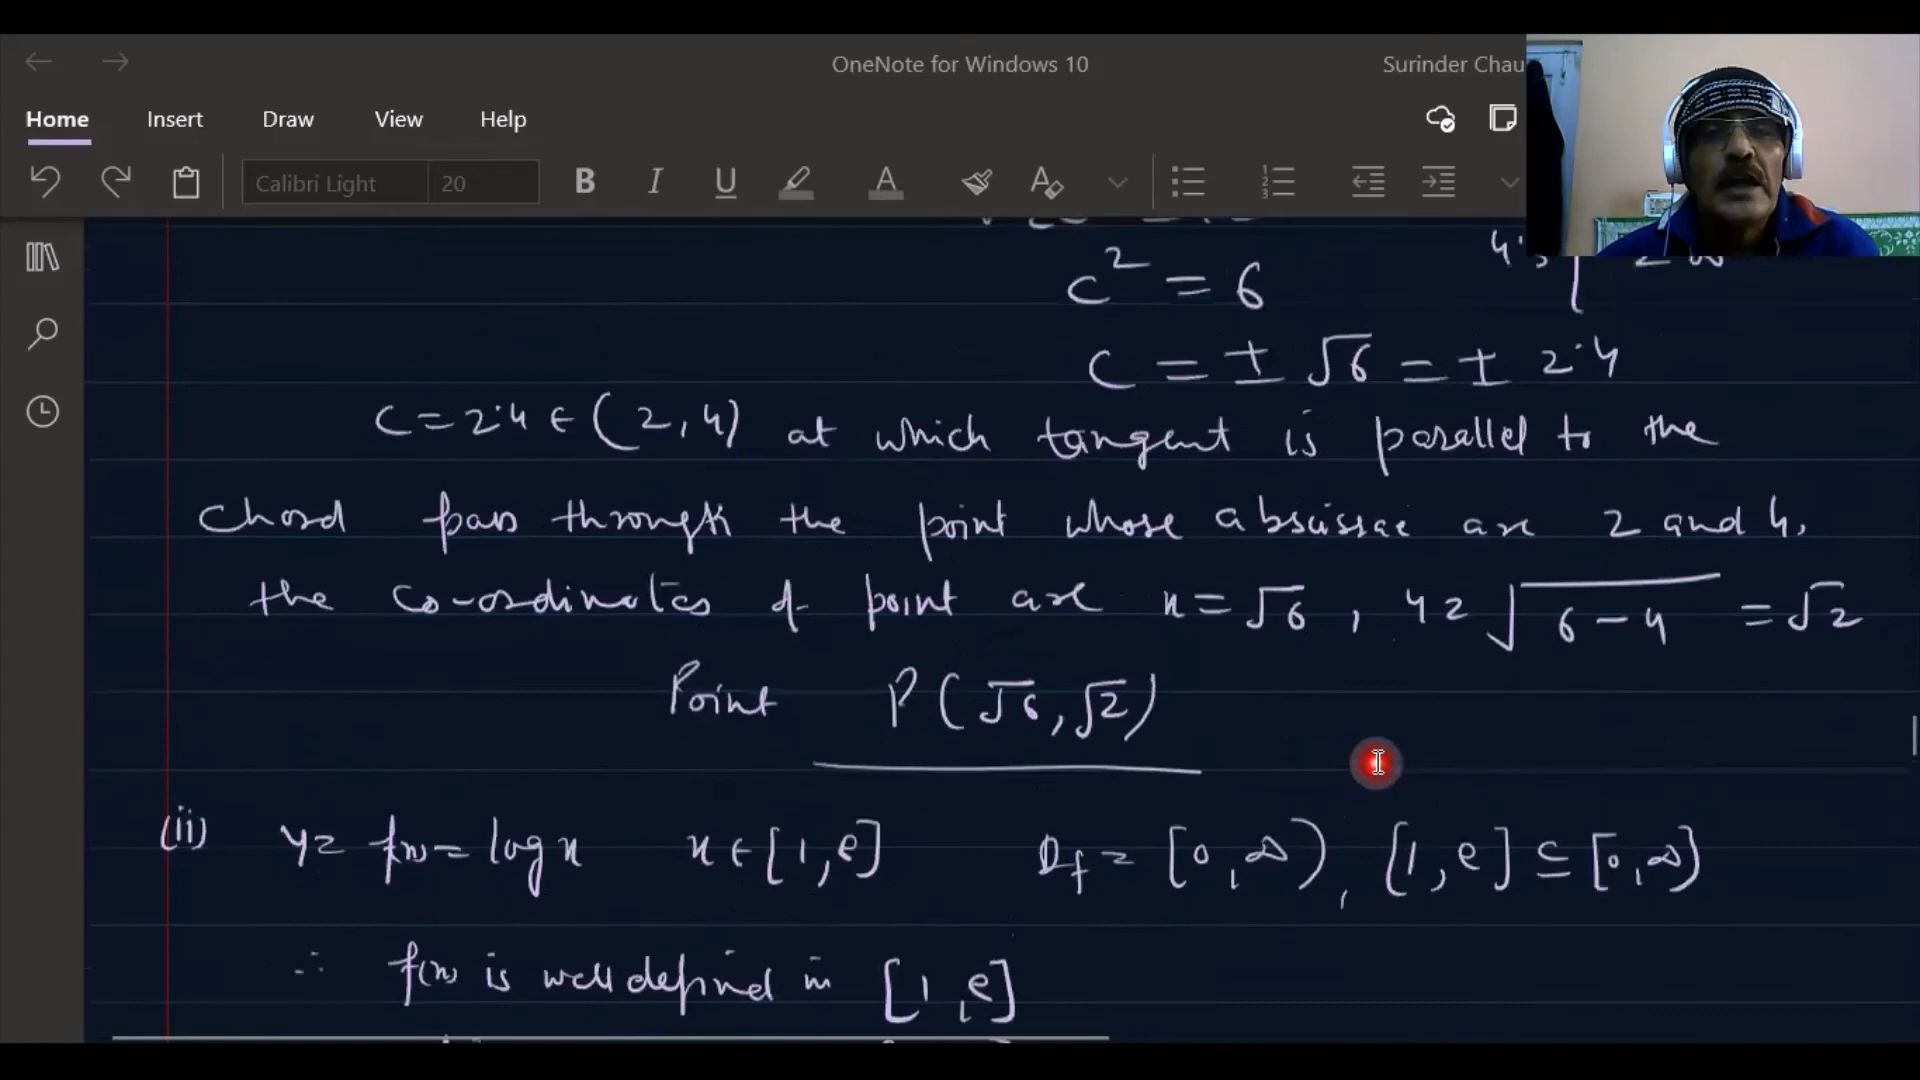 OneNote for Windows 10 Surinder Chau
Home Insert Draw View Help
Calibri Light 20 B I U A
c² = 6
C = ± √6 = ± 2.4
C = 2.4 ∈ (2, 4) at which tangent is parallel to the
chord pass through the point whose abscissae are 2 and 4.
the co-ordinates of point are x = √6 , y = √6 - 4 = √2
Point P (√6, √2)
(ii) y = f(x) = log x x ∈ [1, e] Df = [0, ∞) , [1, e] ⊆ [0, ∞)
∴ f(x) is well defined in [1, e]